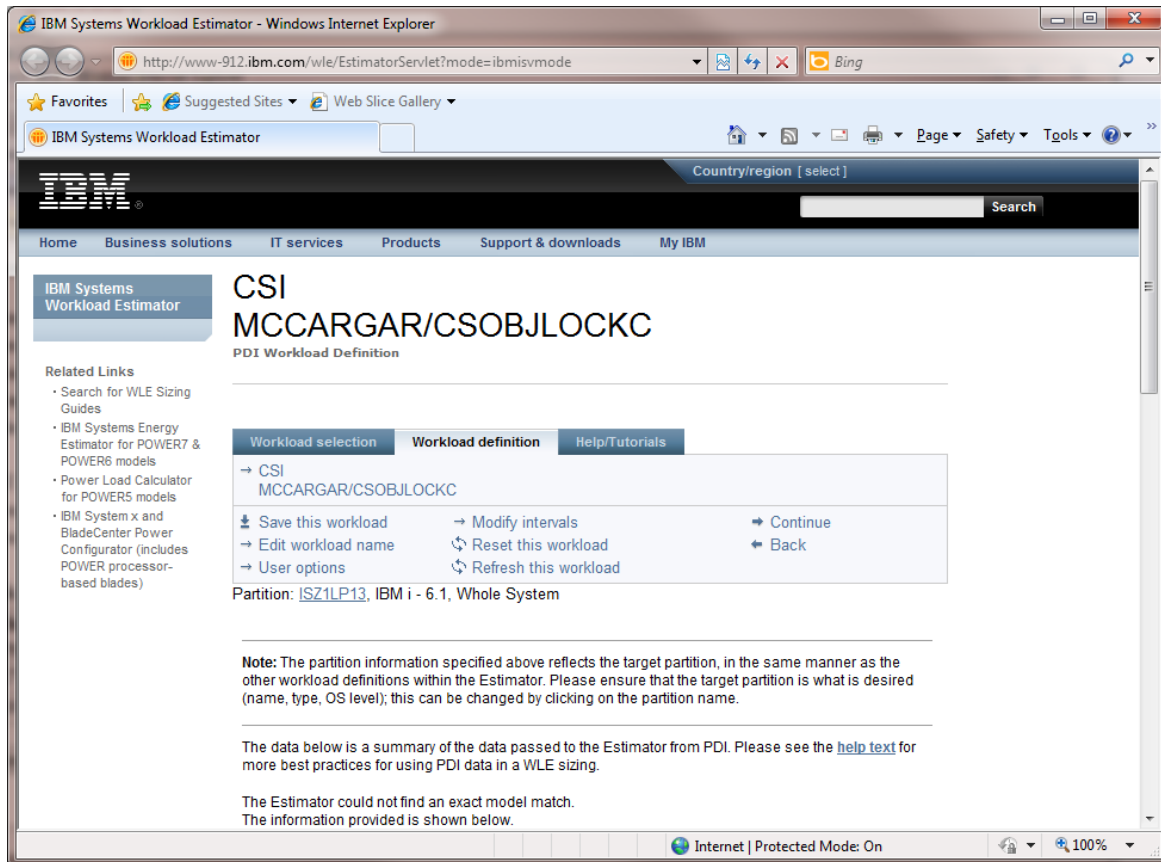 IBM Systems Workload Estimator - Windows Internet Explorer
http://www-912.ibm.com/wle/EstimatorServlet?mode=ibmisvmode
Bing
Favorites Suggested Sites Web Slice Gallery
IBM Systems Workload Estimator
Page Safety Tools
Country/region [ select ]
IBM®
Search
Home Business solutions IT services Products Support & downloads My IBM
IBM Systems
Workload Estimator
Related Links
· Search for WLE Sizing
Guides
· IBM Systems Energy
Estimator for POWER7 &
POWER6 models
· Power Load Calculator
for POWER5 models
· IBM System x and
BladeCenter Power
Configurator (includes
POWER processor-
based blades)
CSI
MCCARGAR/CSOBJLOCKC
PDI Workload Definition
Workload selection Workload definition Help/Tutorials
→ CSI
MCCARGAR/CSOBJLOCKC
Save this workload → Modify intervals Continue
→ Edit workload name Reset this workload Back
→ User options Refresh this workload
Partition: ISZ1LP13, IBM i - 6.1, Whole System
Note: The partition information specified above reflects the target partition, in the same manner as the
other workload definitions within the Estimator. Please ensure that the target partition is what is desired
(name, type, OS level); this can be changed by clicking on the partition name.
The data below is a summary of the data passed to the Estimator from PDI. Please see the help text for
more best practices for using PDI data in a WLE sizing.
The Estimator could not find an exact model match.
The information provided is shown below.
Internet | Protected Mode: On 100%